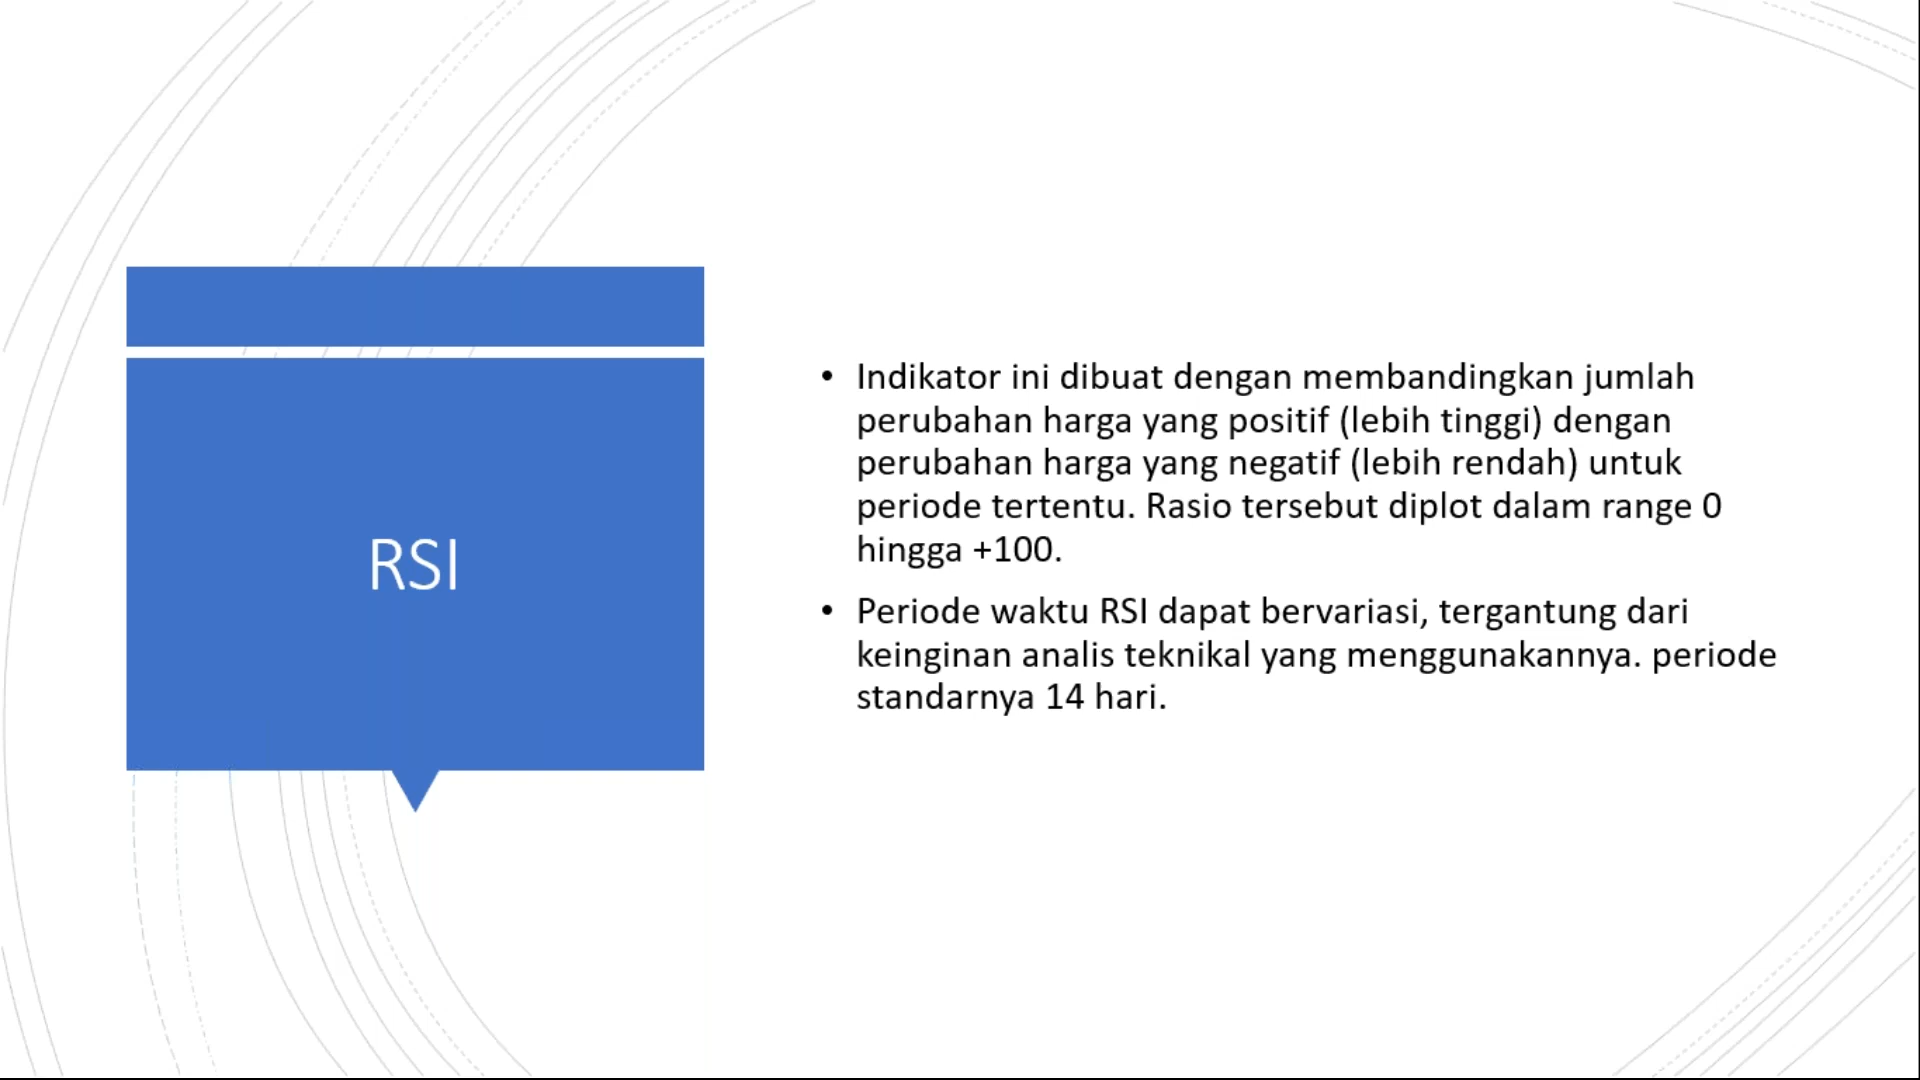 RSI
• Indikator ini dibuat dengan membandingkan jumlah
perubahan harga yang positif (lebih tinggi) dengan
perubahan harga yang negatif (lebih rendah) untuk
periode tertentu. Rasio tersebut diplot dalam range 0
hingga +100.
• Periode waktu RSI dapat bervariasi, tergantung dari
keinginan analis teknikal yang menggunakannya. periode
standarnya 14 hari.